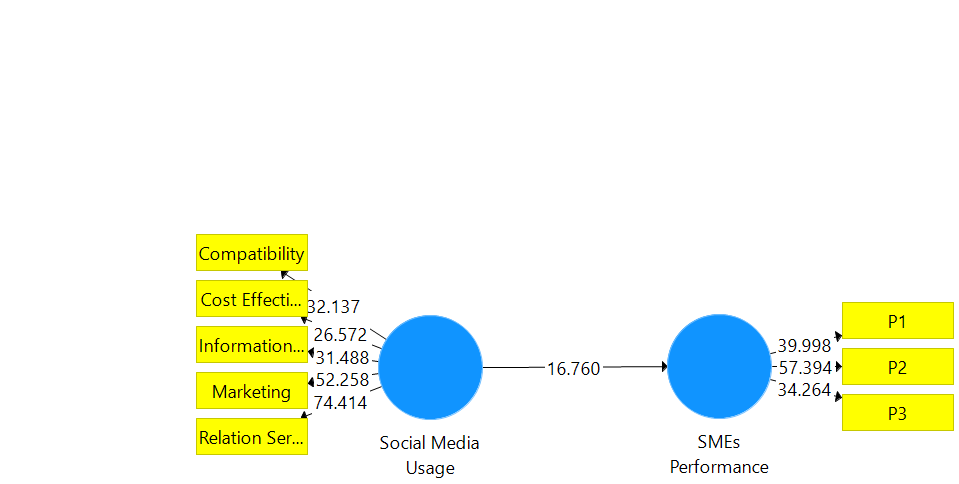 Compatibility
Cost Effecti...
Information...
Marketing
Relation Ser...
32.137
26.572
31.488
52.258
74.414
Social Media
Usage
16.760
SMEs
Performance
39.998
57.394
34.264
P1
P2
P3